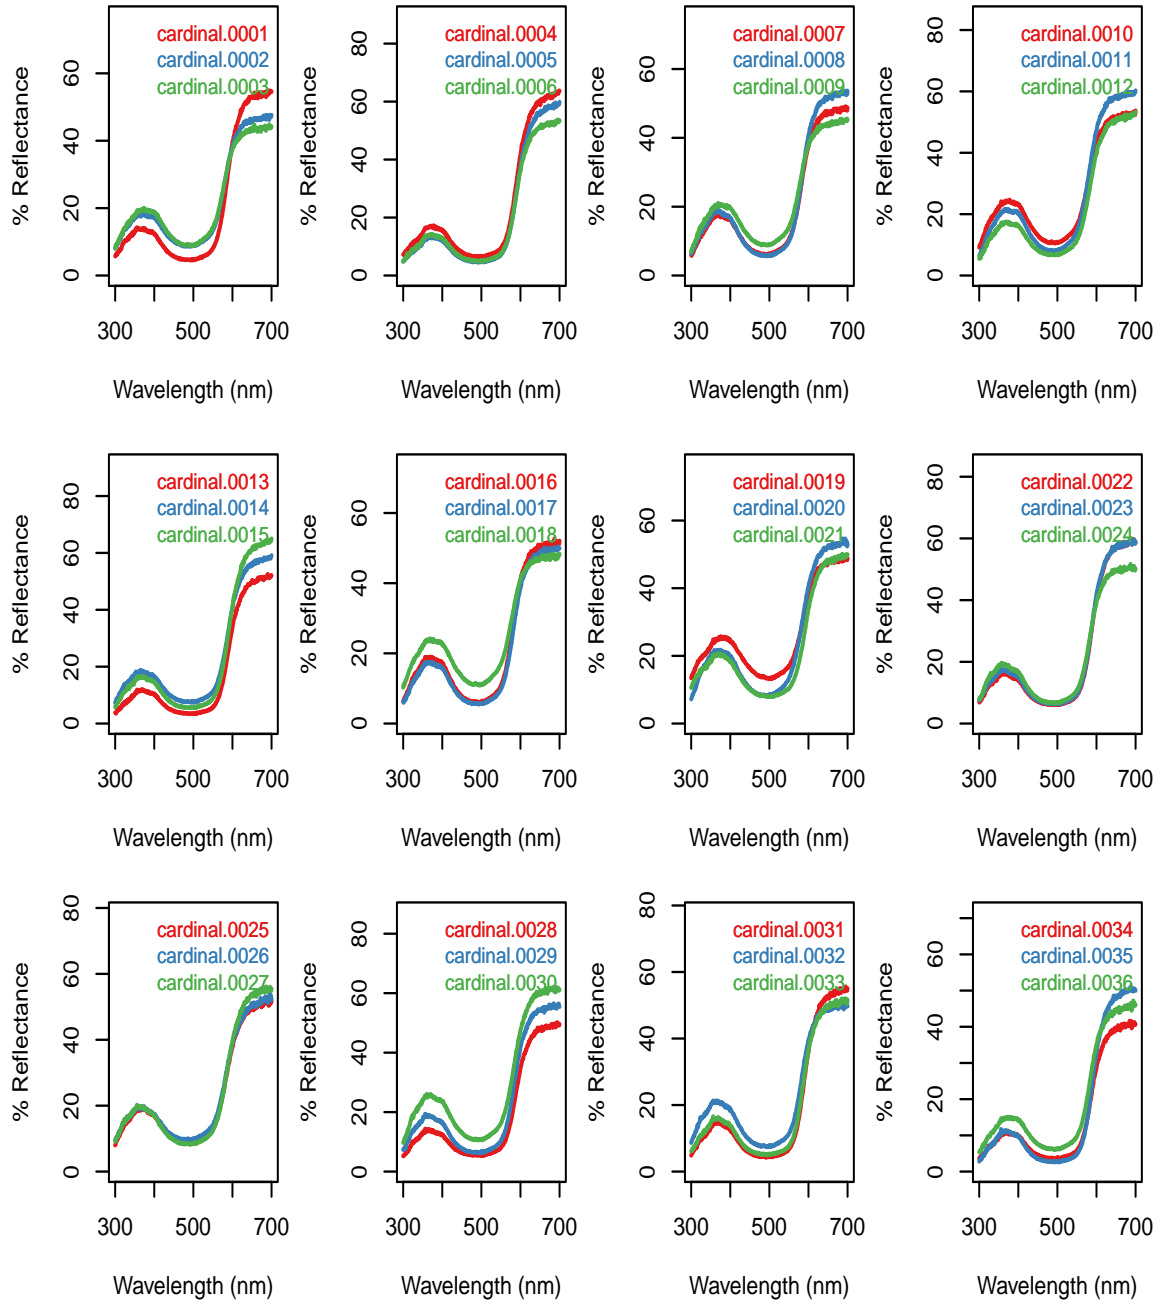 cardinal.0001
cardinal.0002
cardinal.0003
% Reflectance
0 20 40 60
300 500 700
Wavelength (nm)
cardinal.0004
cardinal.0005
cardinal.0006
% Reflectance
0 20 40 60 80
300 500 700
Wavelength (nm)
cardinal.0007
cardinal.0008
cardinal.0009
% Reflectance
0 20 40 60
300 500 700
Wavelength (nm)
cardinal.0010
cardinal.0011
cardinal.0012
% Reflectance
0 20 40 60 80
300 500 700
Wavelength (nm)
cardinal.0013
cardinal.0014
cardinal.0015
% Reflectance
0 20 40 60 80
300 500 700
Wavelength (nm)
cardinal.0016
cardinal.0017
cardinal.0018
% Reflectance
0 20 40 60
300 500 700
Wavelength (nm)
cardinal.0019
cardinal.0020
cardinal.0021
% Reflectance
0 20 40 60
300 500 700
Wavelength (nm)
cardinal.0022
cardinal.0023
cardinal.0024
% Reflectance
0 20 40 60 80
300 500 700
Wavelength (nm)
cardinal.0025
cardinal.0026
cardinal.0027
% Reflectance
0 20 40 60 80
300 500 700
Wavelength (nm)
cardinal.0028
cardinal.0029
cardinal.0030
% Reflectance
0 20 40 60 80
300 500 700
Wavelength (nm)
cardinal.0031
cardinal.0032
cardinal.0033
% Reflectance
0 20 40 60 80
300 500 700
Wavelength (nm)
cardinal.0034
cardinal.0035
cardinal.0036
% Reflectance
0 20 40 60
300 500 700
Wavelength (nm)